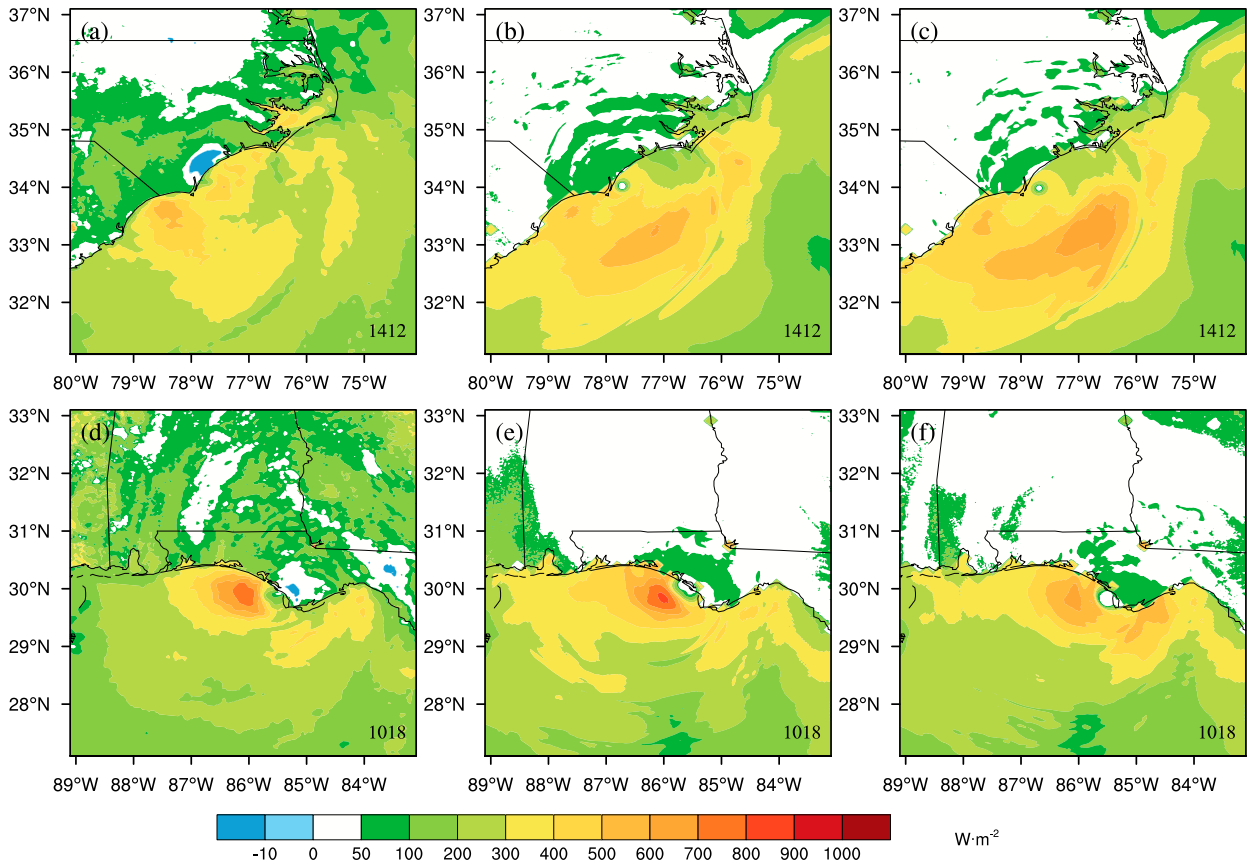 (a) (b) (c)
37°N 37°N 37°N
36°N 36°N 36°N
35°N 35°N 35°N
34°N 34°N 34°N
33°N 33°N 33°N
32°N 32°N 32°N
1412 1412 1412
80°W 79°W 78°W 77°W 76°W 75°W 80°W 79°W 78°W 77°W 76°W 75°W 80°W 79°W 78°W 77°W 76°W 75°W
33°N 33°N 33°N
(d) (e) (f)
32°N 32°N 32°N
31°N 31°N 31°N
30°N 30°N 30°N
29°N 29°N 29°N
28°N 28°N 28°N
1018 1018 1018
89°W 88°W 87°W 86°W 85°W 84°W 89°W 88°W 87°W 86°W 85°W 84°W 89°W 88°W 87°W 86°W 85°W 84°W
-10 0 50 100 200 300 400 500 600 700 800 900 1000 W·m⁻²